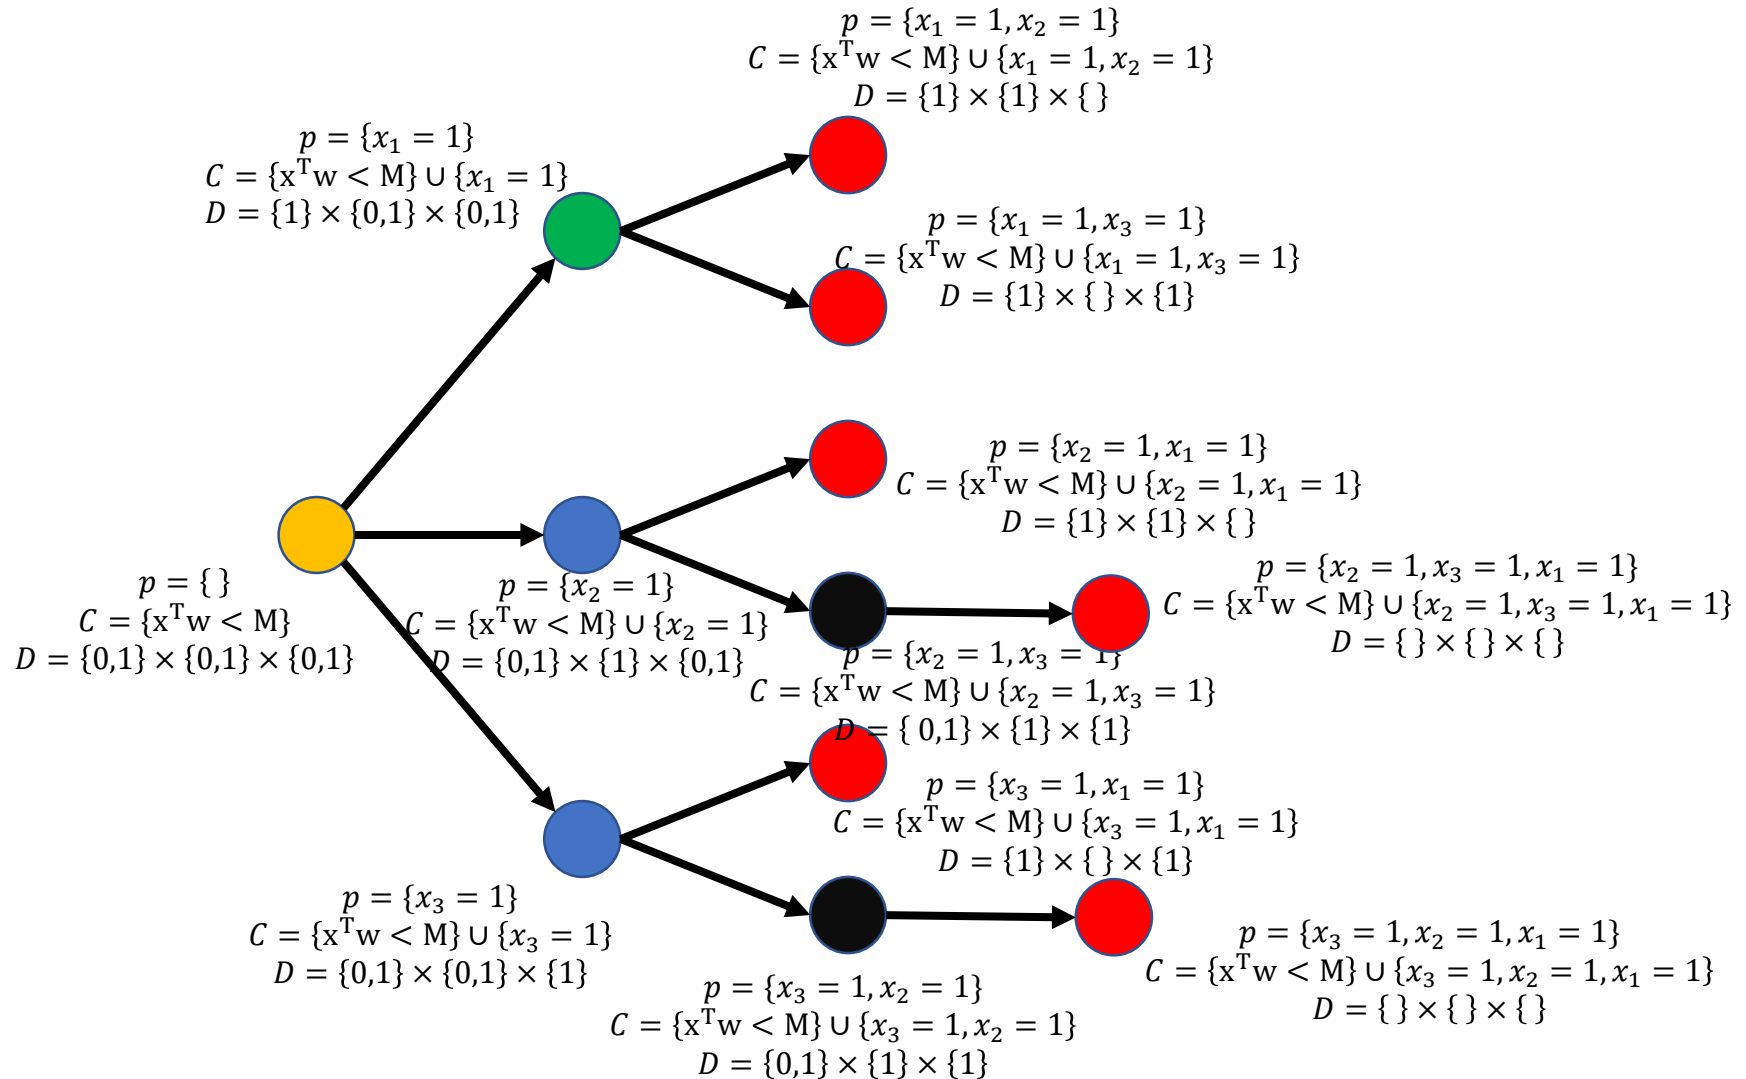 p = {x₁ = 1, x₂ = 1}
C = {xᵀw < M} ∪ {x₁ = 1, x₂ = 1}
D = {1} × {1} × { }
p = {x₁ = 1}
C = {xᵀw < M} ∪ {x₁ = 1}
D = {1} × {0,1} × {0,1}
p = {x₁ = 1, x₃ = 1}
C = {xᵀw < M} ∪ {x₁ = 1, x₃ = 1}
D = {1} × { } × {1}
p = {x₂ = 1, x₁ = 1}
C = {xᵀw < M} ∪ {x₂ = 1, x₁ = 1}
D = {1} × {1} × { }
p = { }
C = {xᵀw < M}
D = {0,1} × {0,1} × {0,1}
p = {x₂ = 1}
C = {xᵀw < M} ∪ {x₂ = 1}
D = {0,1} × {1} × {0,1}
p = {x₂ = 1, x₃ = 1, x₁ = 1}
C = {xᵀw < M} ∪ {x₂ = 1, x₃ = 1, x₁ = 1}
D = { } × { } × { }
p = {x₂ = 1, x₃ = 1}
C = {xᵀw < M} ∪ {x₂ = 1, x₃ = 1}
D = { 0,1} × {1} × {1}
p = {x₃ = 1, x₁ = 1}
C = {xᵀw < M} ∪ {x₃ = 1, x₁ = 1}
D = {1} × { } × {1}
p = {x₃ = 1}
C = {xᵀw < M} ∪ {x₃ = 1}
D = {0,1} × {0,1} × {1}
p = {x₃ = 1, x₂ = 1, x₁ = 1}
C = {xᵀw < M} ∪ {x₃ = 1, x₂ = 1, x₁ = 1}
D = { } × { } × { }
p = {x₃ = 1, x₂ = 1}
C = {xᵀw < M} ∪ {x₃ = 1, x₂ = 1}
D = {0,1} × {1} × {1}